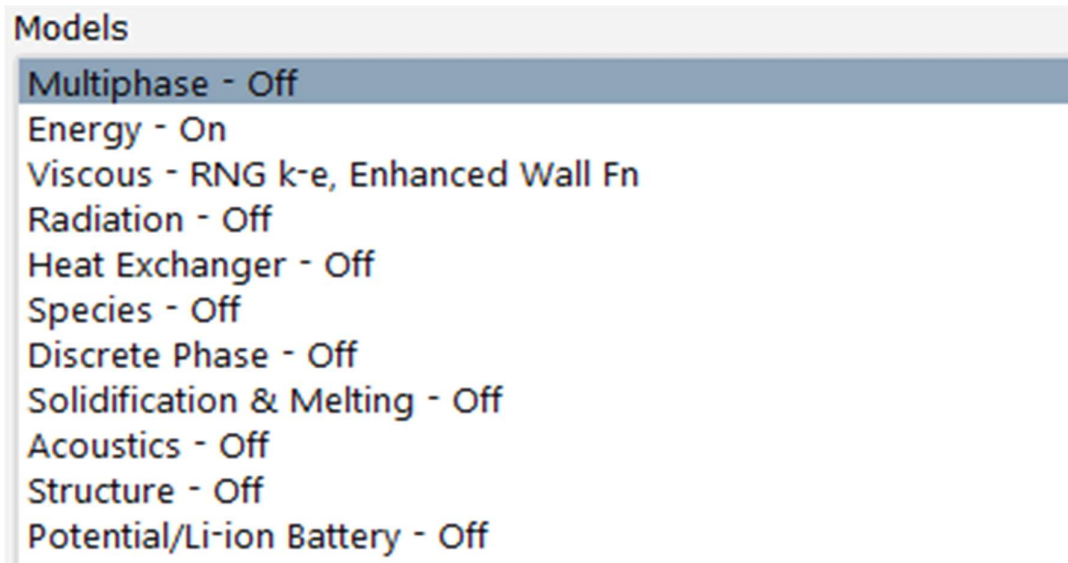 Models
Multiphase - Off
Energy - On
Viscous - RNG k-e, Enhanced Wall Fn
Radiation - Off
Heat Exchanger - Off
Species - Off
Discrete Phase - Off
Solidification & Melting - Off
Acoustics - Off
Structure - Off
Potential/Li-ion Battery - Off